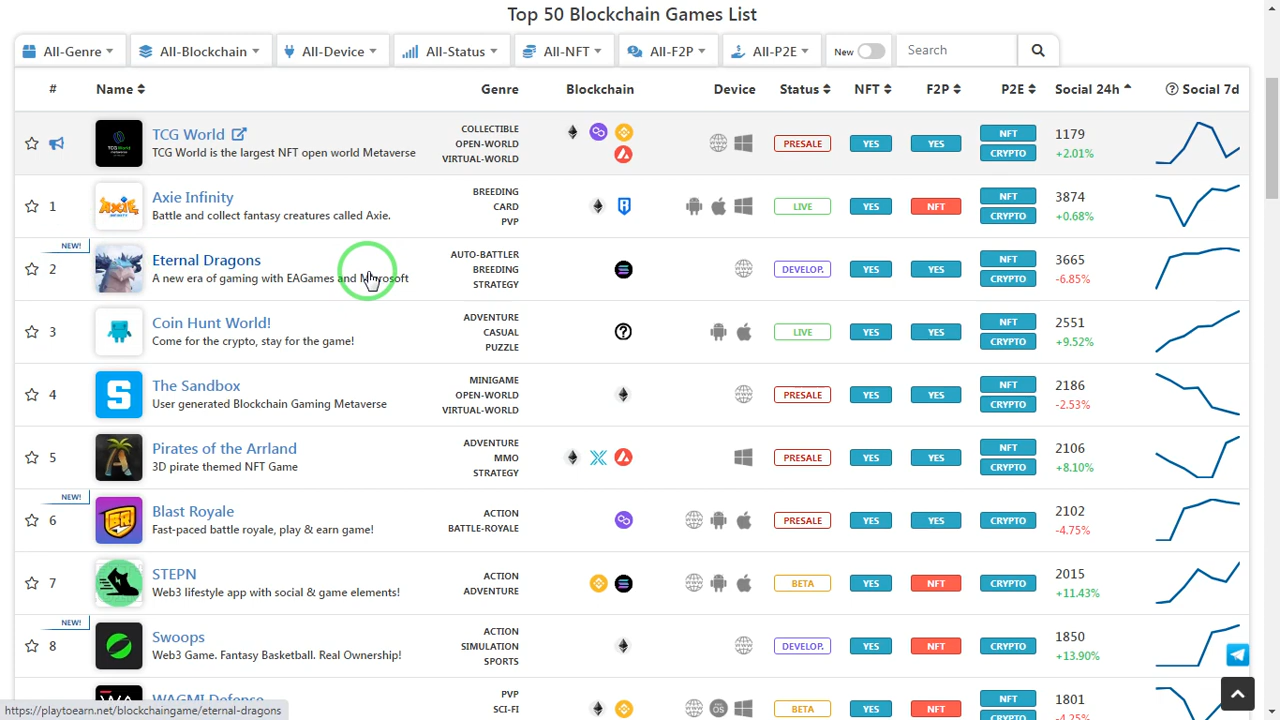 Top 50 Blockchain Games List
All-Genre All-Blockchain All-Device All-Status All-NFT All-F2P All-P2E New Search
# Name Genre Blockchain Device Status NFT F2P P2E Social 24h Social 7d
TCG World
TCG World is the largest NFT open world Metaverse
COLLECTIBLE
OPEN-WORLD
VIRTUAL-WORLD
PRESALE YES YES
NFT
CRYPTO
1179
+2.01%
1
Axie Infinity
Battle and collect fantasy creatures called Axie.
BREEDING
CARD
PVP
LIVE YES NFT
NFT
CRYPTO
3874
+0.68%
NEW!
2
Eternal Dragons
A new era of gaming with EAGames and Microsoft
AUTO-BATTLER
BREEDING
STRATEGY
DEVELOP. YES YES
NFT
CRYPTO
3665
-6.85%
3
Coin Hunt World!
Come for the crypto, stay for the game!
ADVENTURE
CASUAL
PUZZLE
LIVE YES YES
NFT
CRYPTO
2551
+9.52%
4
The Sandbox
User generated Blockchain Gaming Metaverse
MINIGAME
OPEN-WORLD
VIRTUAL-WORLD
PRESALE YES YES
NFT
CRYPTO
2186
-2.53%
5
Pirates of the Arrland
3D pirate themed NFT Game
ADVENTURE
MMO
STRATEGY
PRESALE YES YES
NFT
CRYPTO
2106
+8.10%
NEW!
6
Blast Royale
Fast-paced battle royale, play & earn game!
ACTION
BATTLE-ROYALE
PRESALE YES YES
CRYPTO
2102
-4.75%
7
STEPN
Web3 lifestyle app with social & game elements!
ACTION
ADVENTURE
BETA YES NFT
CRYPTO
2015
+11.43%
NEW!
8
Swoops
Web3 Game. Fantasy Basketball. Real Ownership!
ACTION
SIMULATION
SPORTS
DEVELOP. YES NFT
CRYPTO
1850
+13.90%
WAGMI Defense
PVP
SCI-FI
BETA YES YES
NFT
CRYPTO
1801
-4.25%
https://playtoearn.net/blockchaingame/eternal-dragons